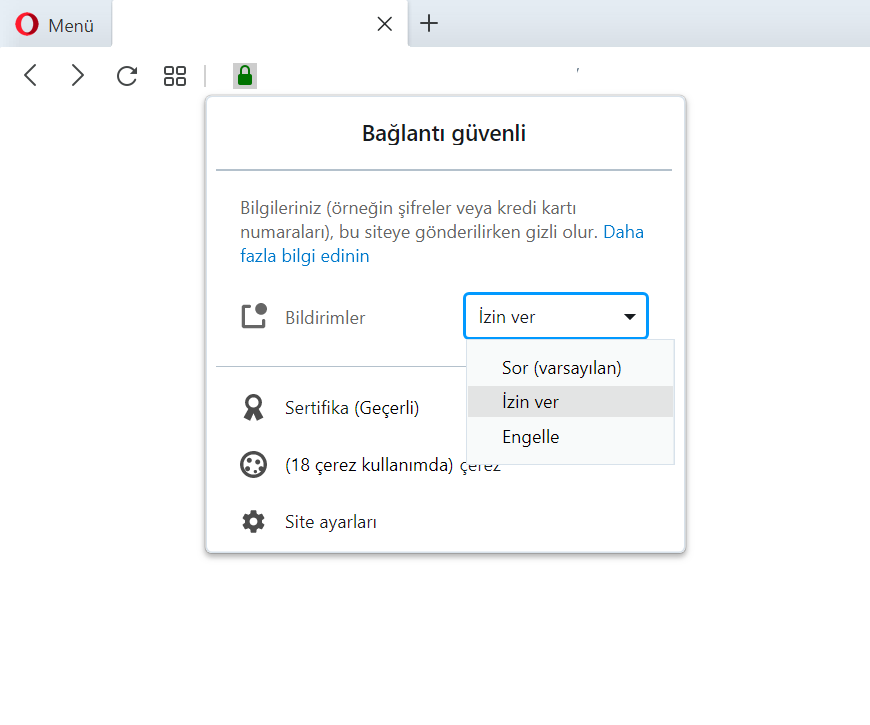 Menü
Bağlantı güvenli
Bilgileriniz (örneğin şifreler veya kredi kartı
numaraları), bu siteye gönderilirken gizli olur. Daha
fazla bilgi edinin
Bildirimler
İzin ver
Sor (varsayılan)
İzin ver
Engelle
Sertifika (Geçerli)
(18 çerez kullanımda) çerez
Site ayarları